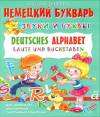 НЕМЕЦКИЙ БУКВАРЬ
ЗВУКИ И БУКВЫ
DEUTSCHES ALPHABET
LAUTE UND BUCHSTABEN